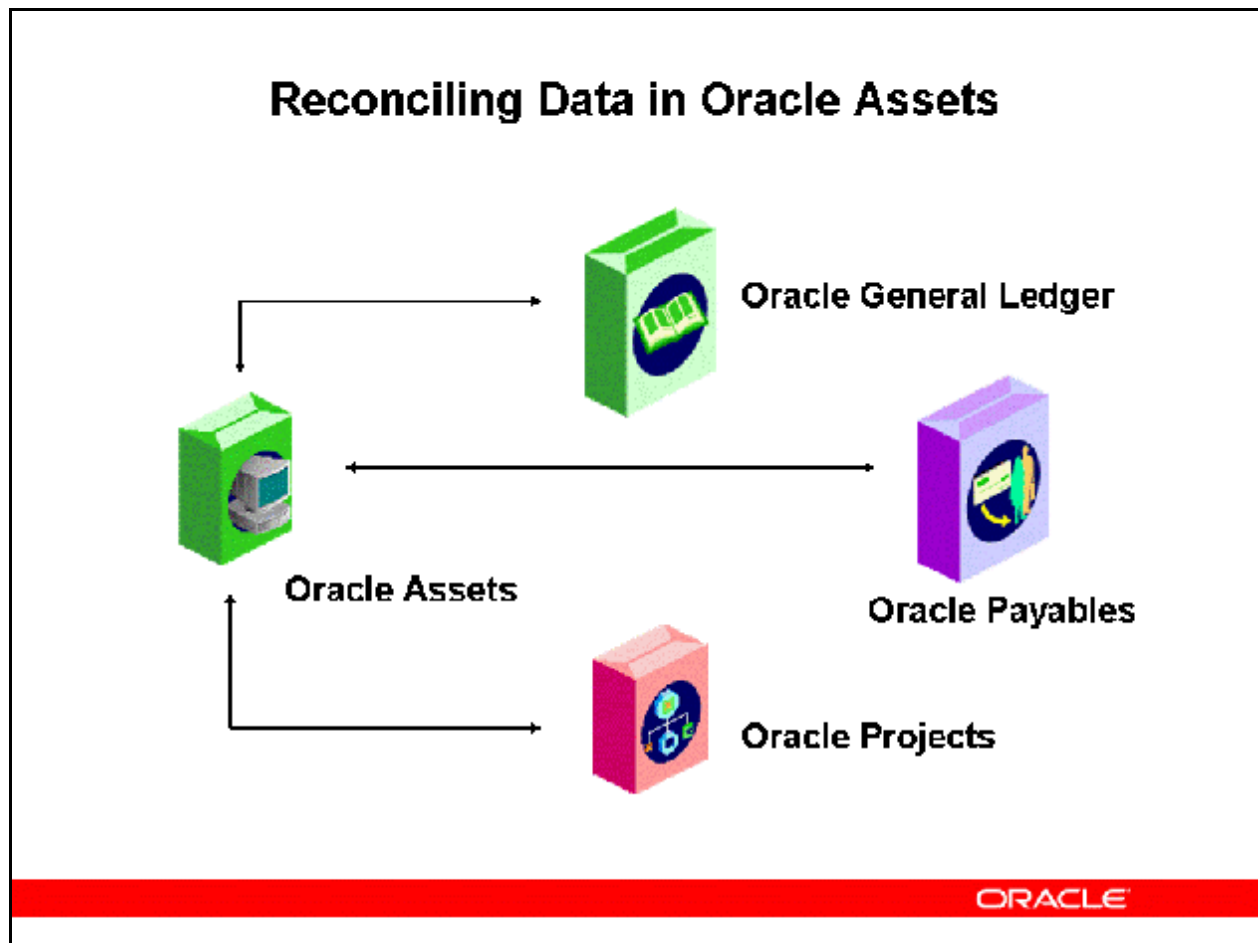 Reconciling Data in Oracle Assets
Oracle General Ledger
Oracle Assets
Oracle Payables
Oracle Projects
ORACLE